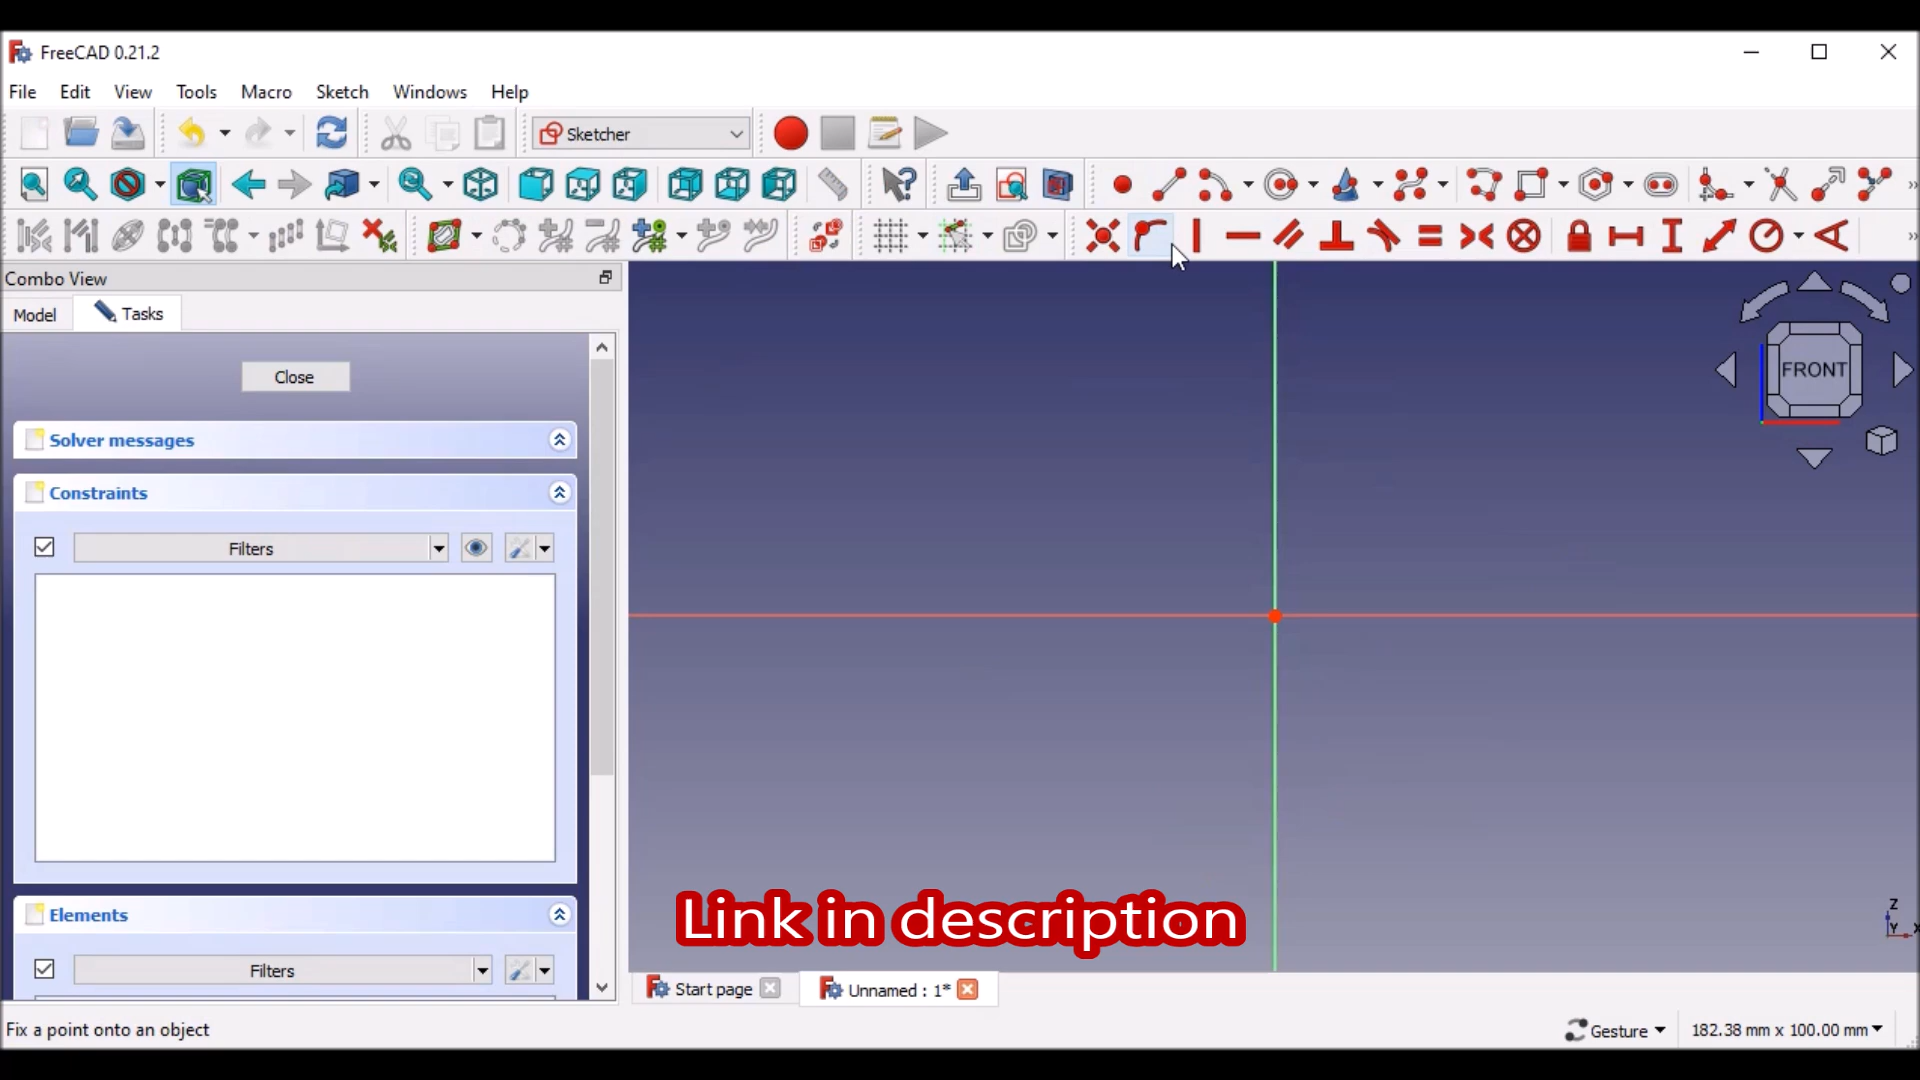 FreeCAD 0.21.2
File Edit View Tools Macro Sketch Windows Help
Sketcher
Combo View
Model Tasks
Close
Solver messages
Constraints
Filters
Elements
Filters
FRONT
Z
Y X
Link in description
Start page Unnamed : 1*
Fix a point onto an object
Gesture 182.38 mm x 100.00 mm